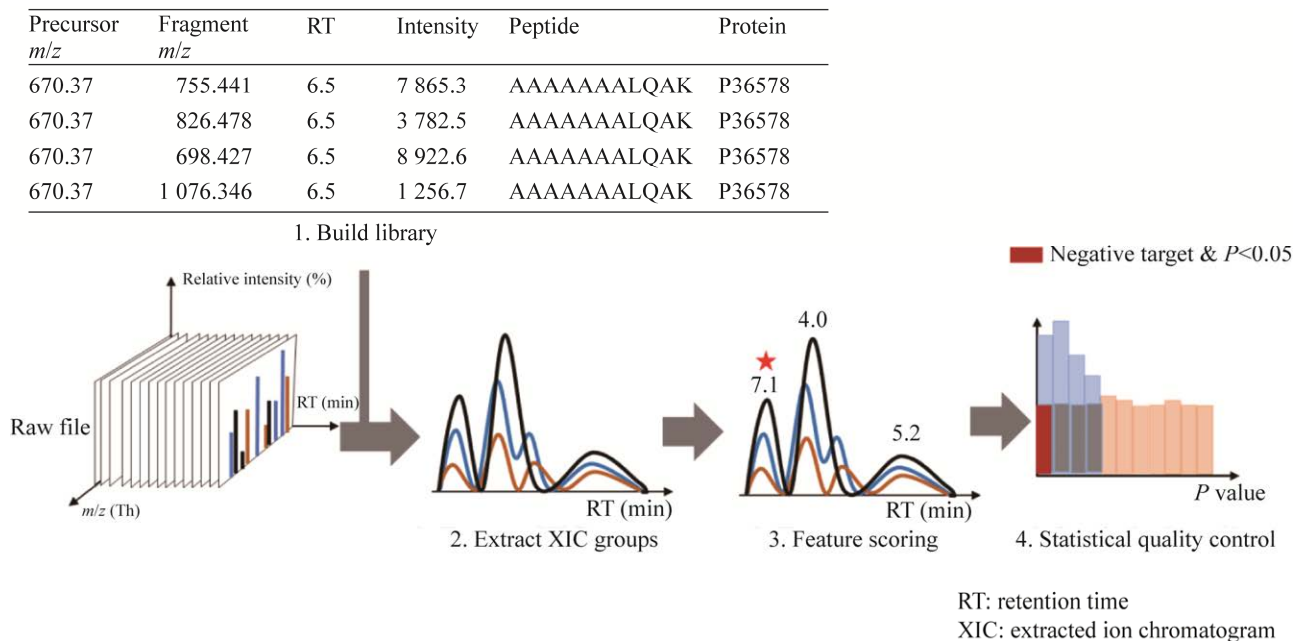 Precursor Fragment RT Intensity Peptide Protein
m/z m/z
670.37 755.441 6.5 7 865.3 AAAAAAALQAK P36578
670.37 826.478 6.5 3 782.5 AAAAAAALQAK P36578
670.37 698.427 6.5 8 922.6 AAAAAAALQAK P36578
670.37 1 076.346 6.5 1 256.7 AAAAAAALQAK P36578
1. Build library
Relative intensity (%)
RT (min)
Raw file
m/z (Th)
RT (min)
2. Extract XIC groups
7.1
4.0
5.2
RT (min)
3. Feature scoring
Negative target & P<0.05
P value
4. Statistical quality control
RT: retention time
XIC: extracted ion chromatogram